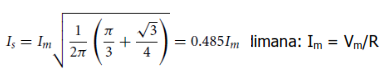 I_s = I_m √(1/2π (π/3 + √3/4)) = 0.485I_m limana: I_m = V_m/R